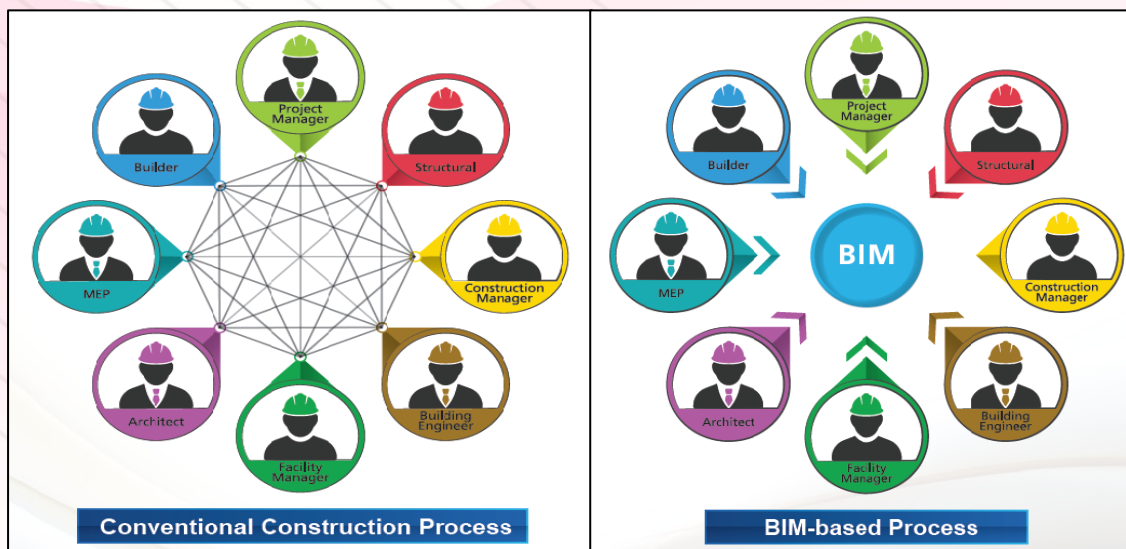 Project
Manager
Builder
Structural
MEP
Construction
Manager
Architect
Building
Engineer
Facility
Manager
Conventional Construction Process
Project
Manager
Builder
Structural
BIM
MEP
Construction
Manager
Architect
Building
Engineer
Facility
Manager
BIM-based Process